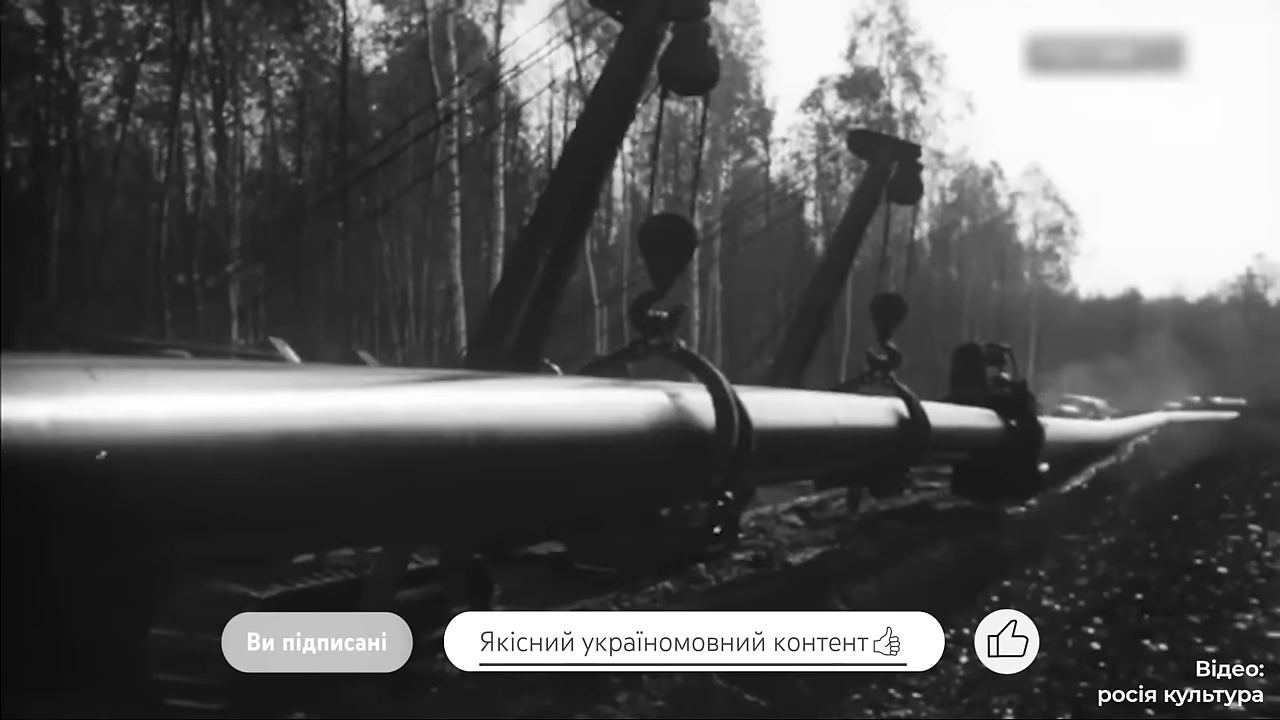 Ви підписані
Якісний україномовний контент👍
Відео:
росія культура